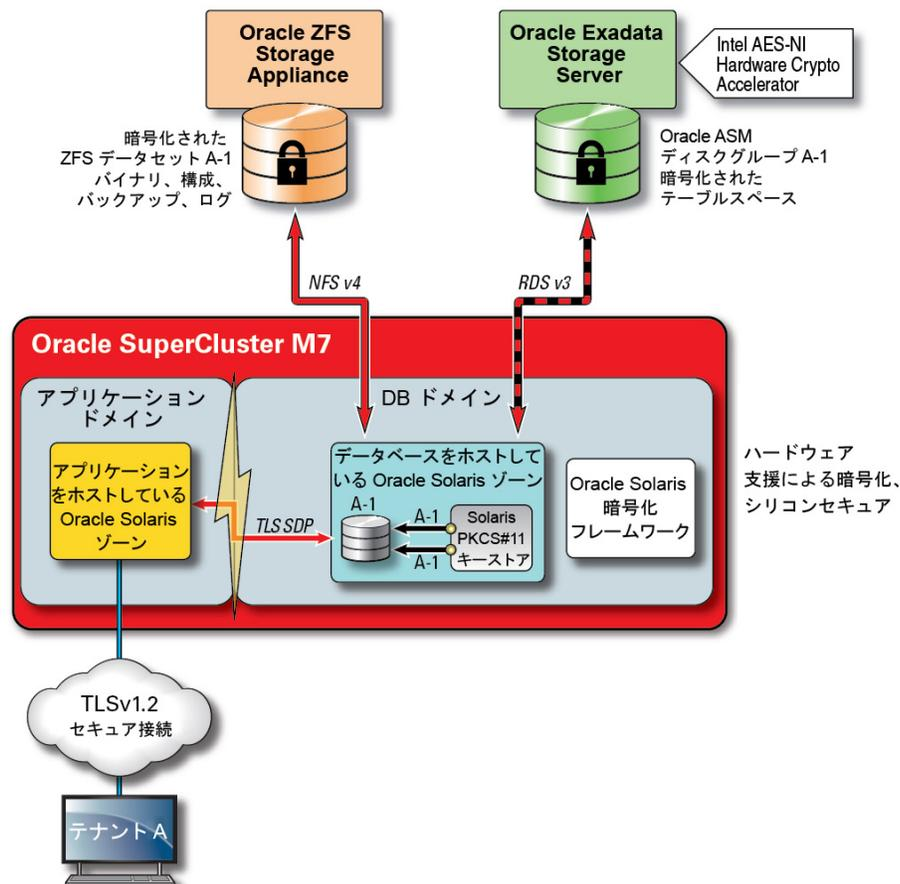 Oracle ZFS
Storage
Appliance
Oracle Exadata
Storage
Server
Intel AES-NI
Hardware Crypto
Accelerator
暗号化された
ZFS データセット A-1
バイナリ、構成、
バックアップ、ログ
Oracle ASM
ディスクグループ A-1
暗号化された
テーブルスペース
NFS v4
RDS v3
Oracle SuperCluster M7
アプリケーション
ドメイン
DB ドメイン
アプリケーション
をホストしている
Oracle Solaris
ゾーン
TLS SDP
データベースをホストして
いる Oracle Solaris ゾーン
A-1
A-1
A-1
Solaris
PKCS#11
キーストア
Oracle Solaris
暗号化
フレームワーク
ハードウェア
支援による暗号化、
シリコンセキュア
TLSv1.2
セキュア接続
テナント A